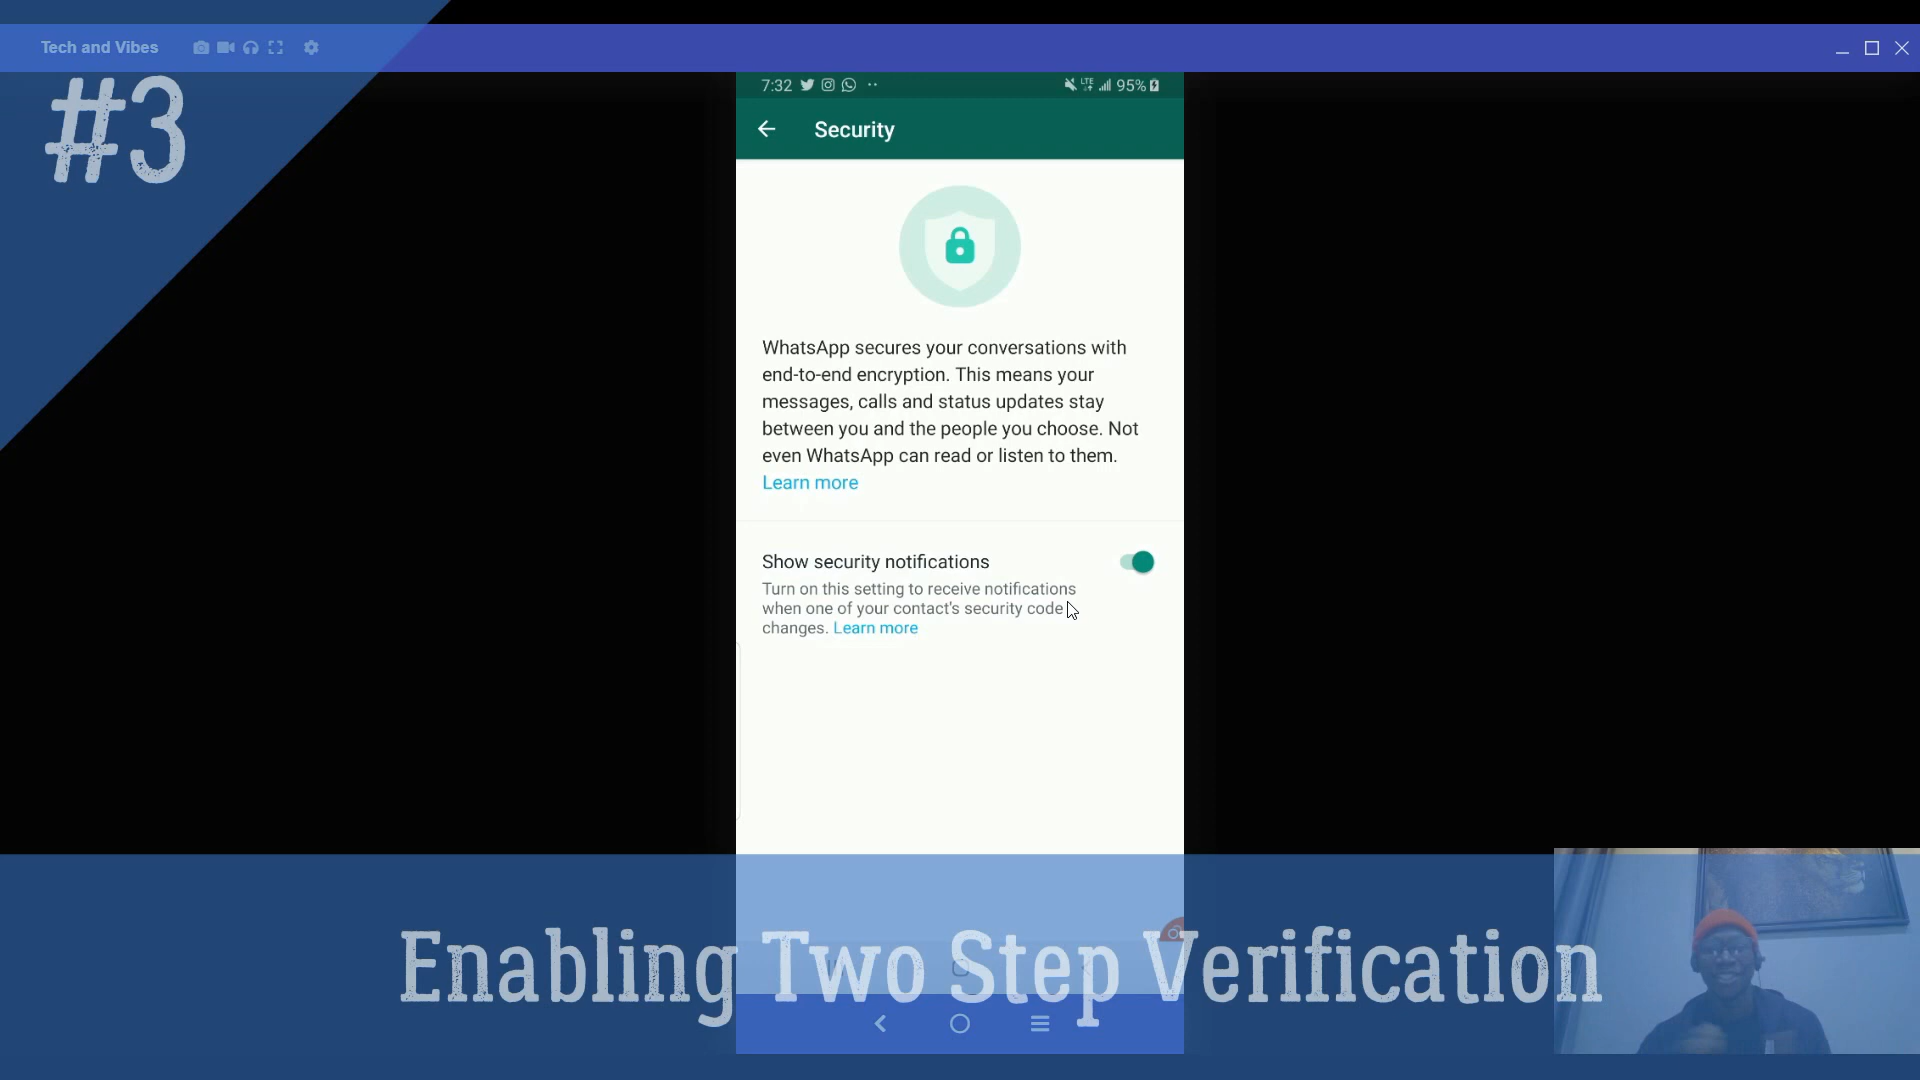 Tech and Vibes
#3
7:32
LTE
95%
Security
WhatsApp secures your conversations with
end-to-end encryption. This means your
messages, calls and status updates stay
between you and the people you choose. Not
even WhatsApp can read or listen to them.
Learn more
Show security notifications
Turn on this setting to receive notifications
when one of your contact's security code
changes. Learn more
Enabling Two Step Verification